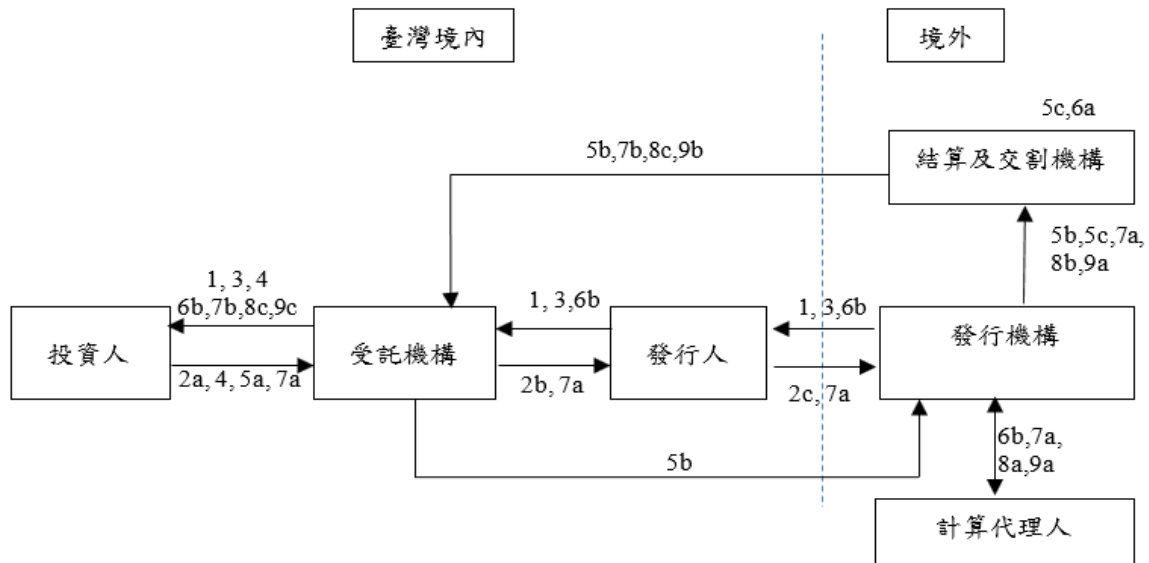 臺灣境內
境外
5c,6a
結算及交割機構
5b,7b,8c,9b
5b,5c,7a,
8b,9a
1, 3, 4
6b,7b,8c,9c
1, 3,6b
1, 3,6b
投資人
受託機構
發行人
發行機構
2a, 4, 5a, 7a
2b, 7a
2c, 7a
5b
6b,7a,
8a,9a
計算代理人